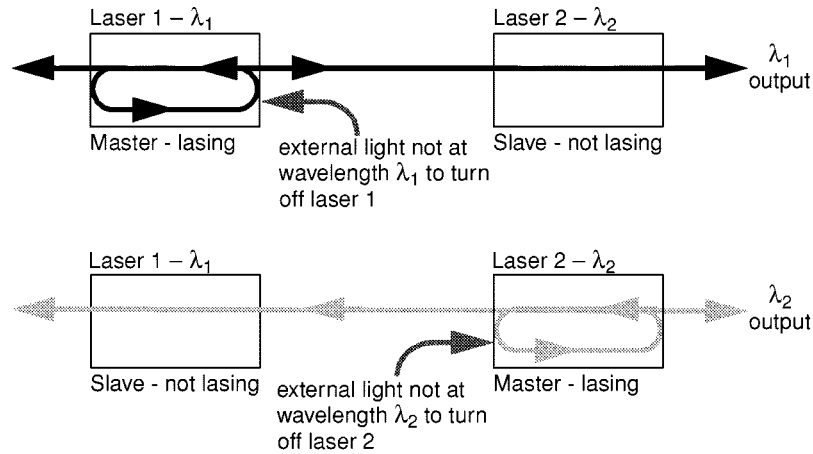 Laser 1 – λ1
Laser 2 – λ2
λ1
output
Master - lasing
external light not at
wavelength λ1 to turn
off laser 1
Slave - not lasing
Laser 1 – λ1
Laser 2 – λ2
λ2
output
Slave - not lasing
external light not at
wavelength λ2 to turn
off laser 2
Master - lasing